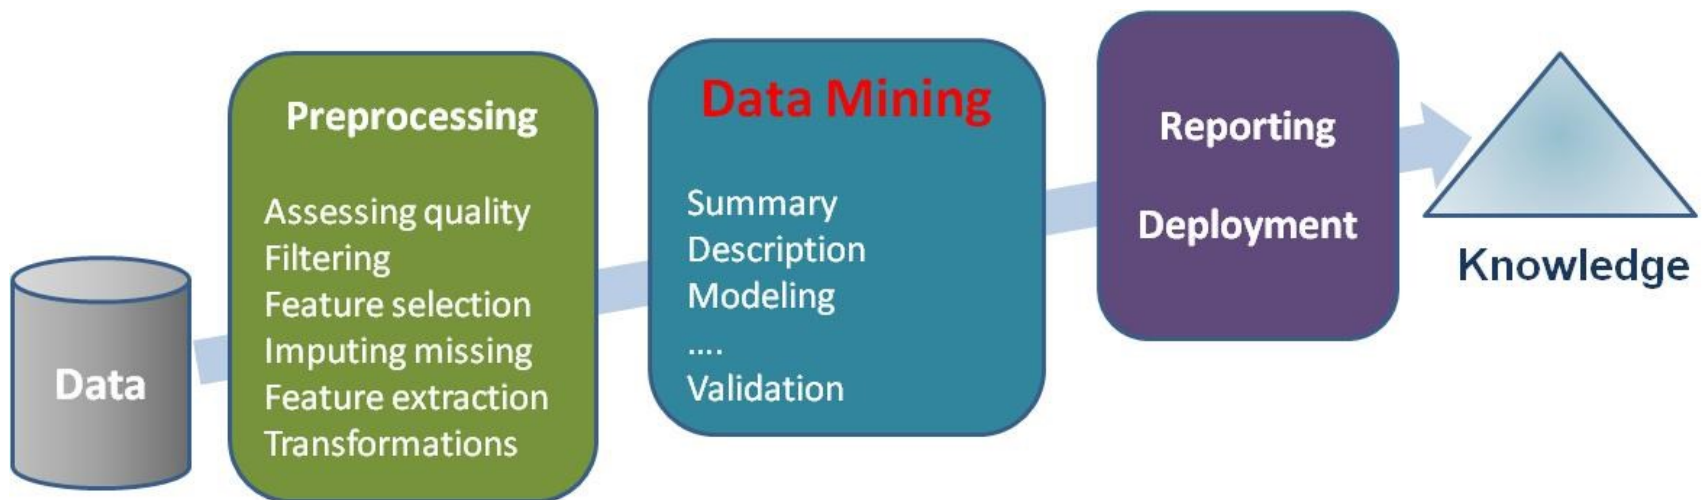 Data
Preprocessing
Assessing quality
Filtering
Feature selection
Imputing missing
Feature extraction
Transformations
Data Mining
Summary
Description
Modeling
....
Validation
Reporting
Deployment
Knowledge